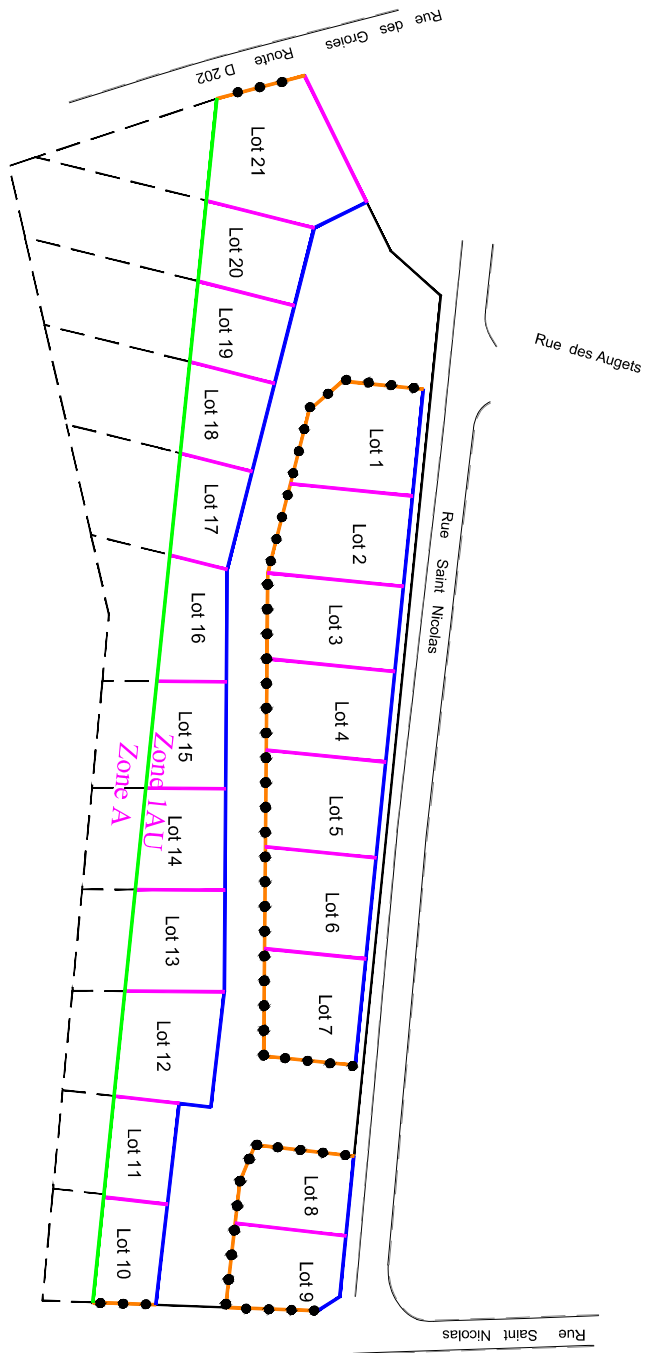 Rue des Groies
Route D 202
Lot 21
Lot 20
Lot 19
Lot 18
Lot 17
Lot 16
Lot 15
Lot 14
Lot 13
Lot 12
Lot 11
Lot 10
Zone 1AU
Zone A
Lot 1
Lot 2
Lot 3
Lot 4
Lot 5
Lot 6
Lot 7
Lot 8
Lot 9
Rue des Augets
Rue Saint Nicolas
Rue Saint Nicolas